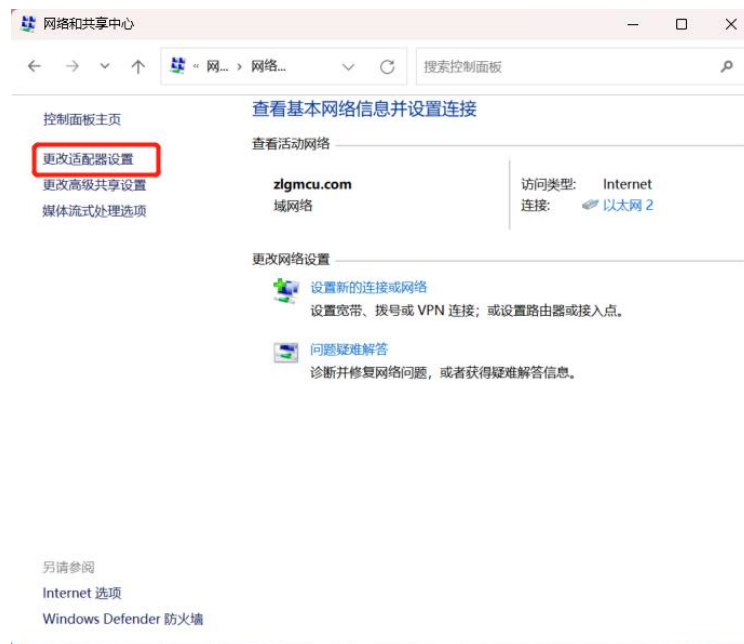 网络和共享中心
« 网... › 网络...
搜索控制面板
控制面板主页
更改适配器设置
更改高级共享设置
媒体流式处理选项
查看基本网络信息并设置连接
查看活动网络
zlgmcu.com
域网络
访问类型: Internet
连接: 以太网 2
更改网络设置
设置新的连接或网络
设置宽带、拨号或 VPN 连接；或设置路由器或接入点。
问题疑难解答
诊断并修复网络问题，或者获得疑难解答信息。
另请参阅
Internet 选项
Windows Defender 防火墙